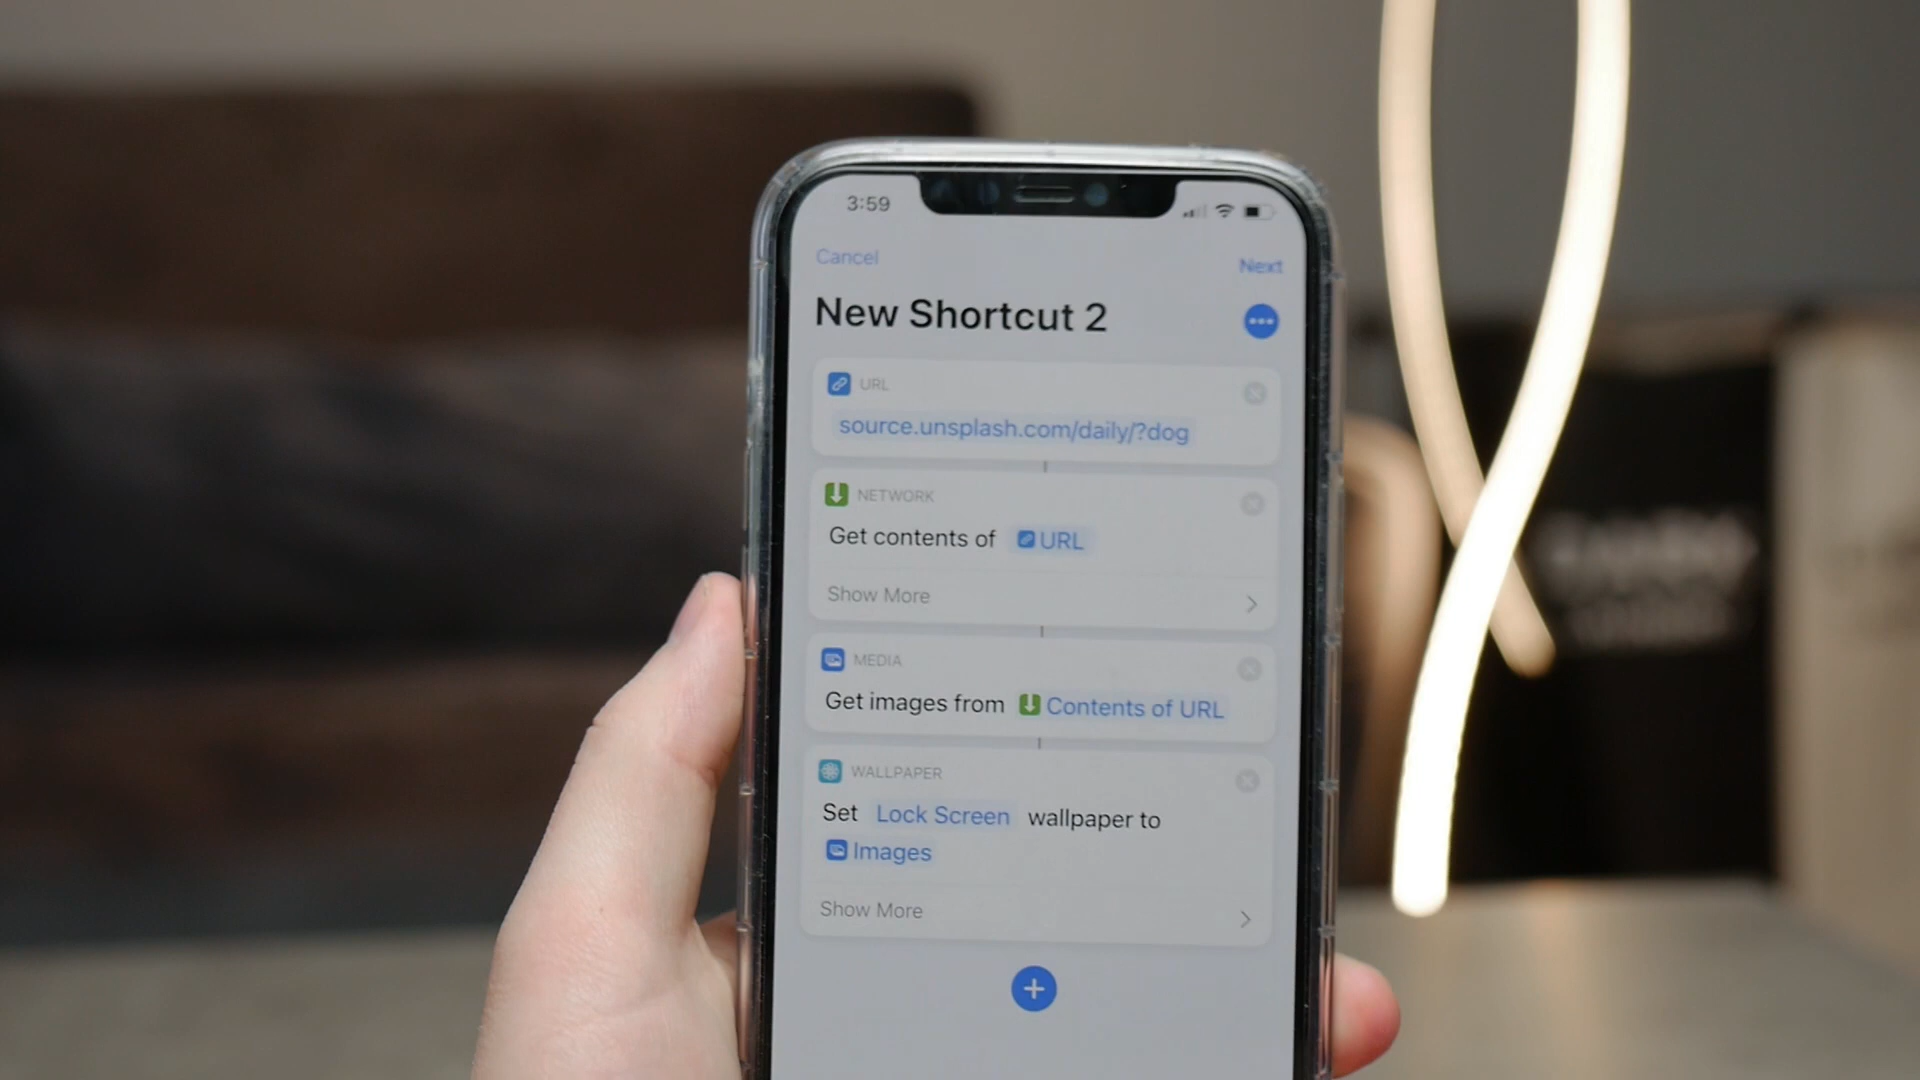 3:59
Cancel
Next
New Shortcut 2
URL
source.unsplash.com/daily/?dog
NETWORK
Get contents of URL
Show More
MEDIA
Get images from Contents of URL
WALLPAPER
Set Lock Screen wallpaper to
Images
Show More